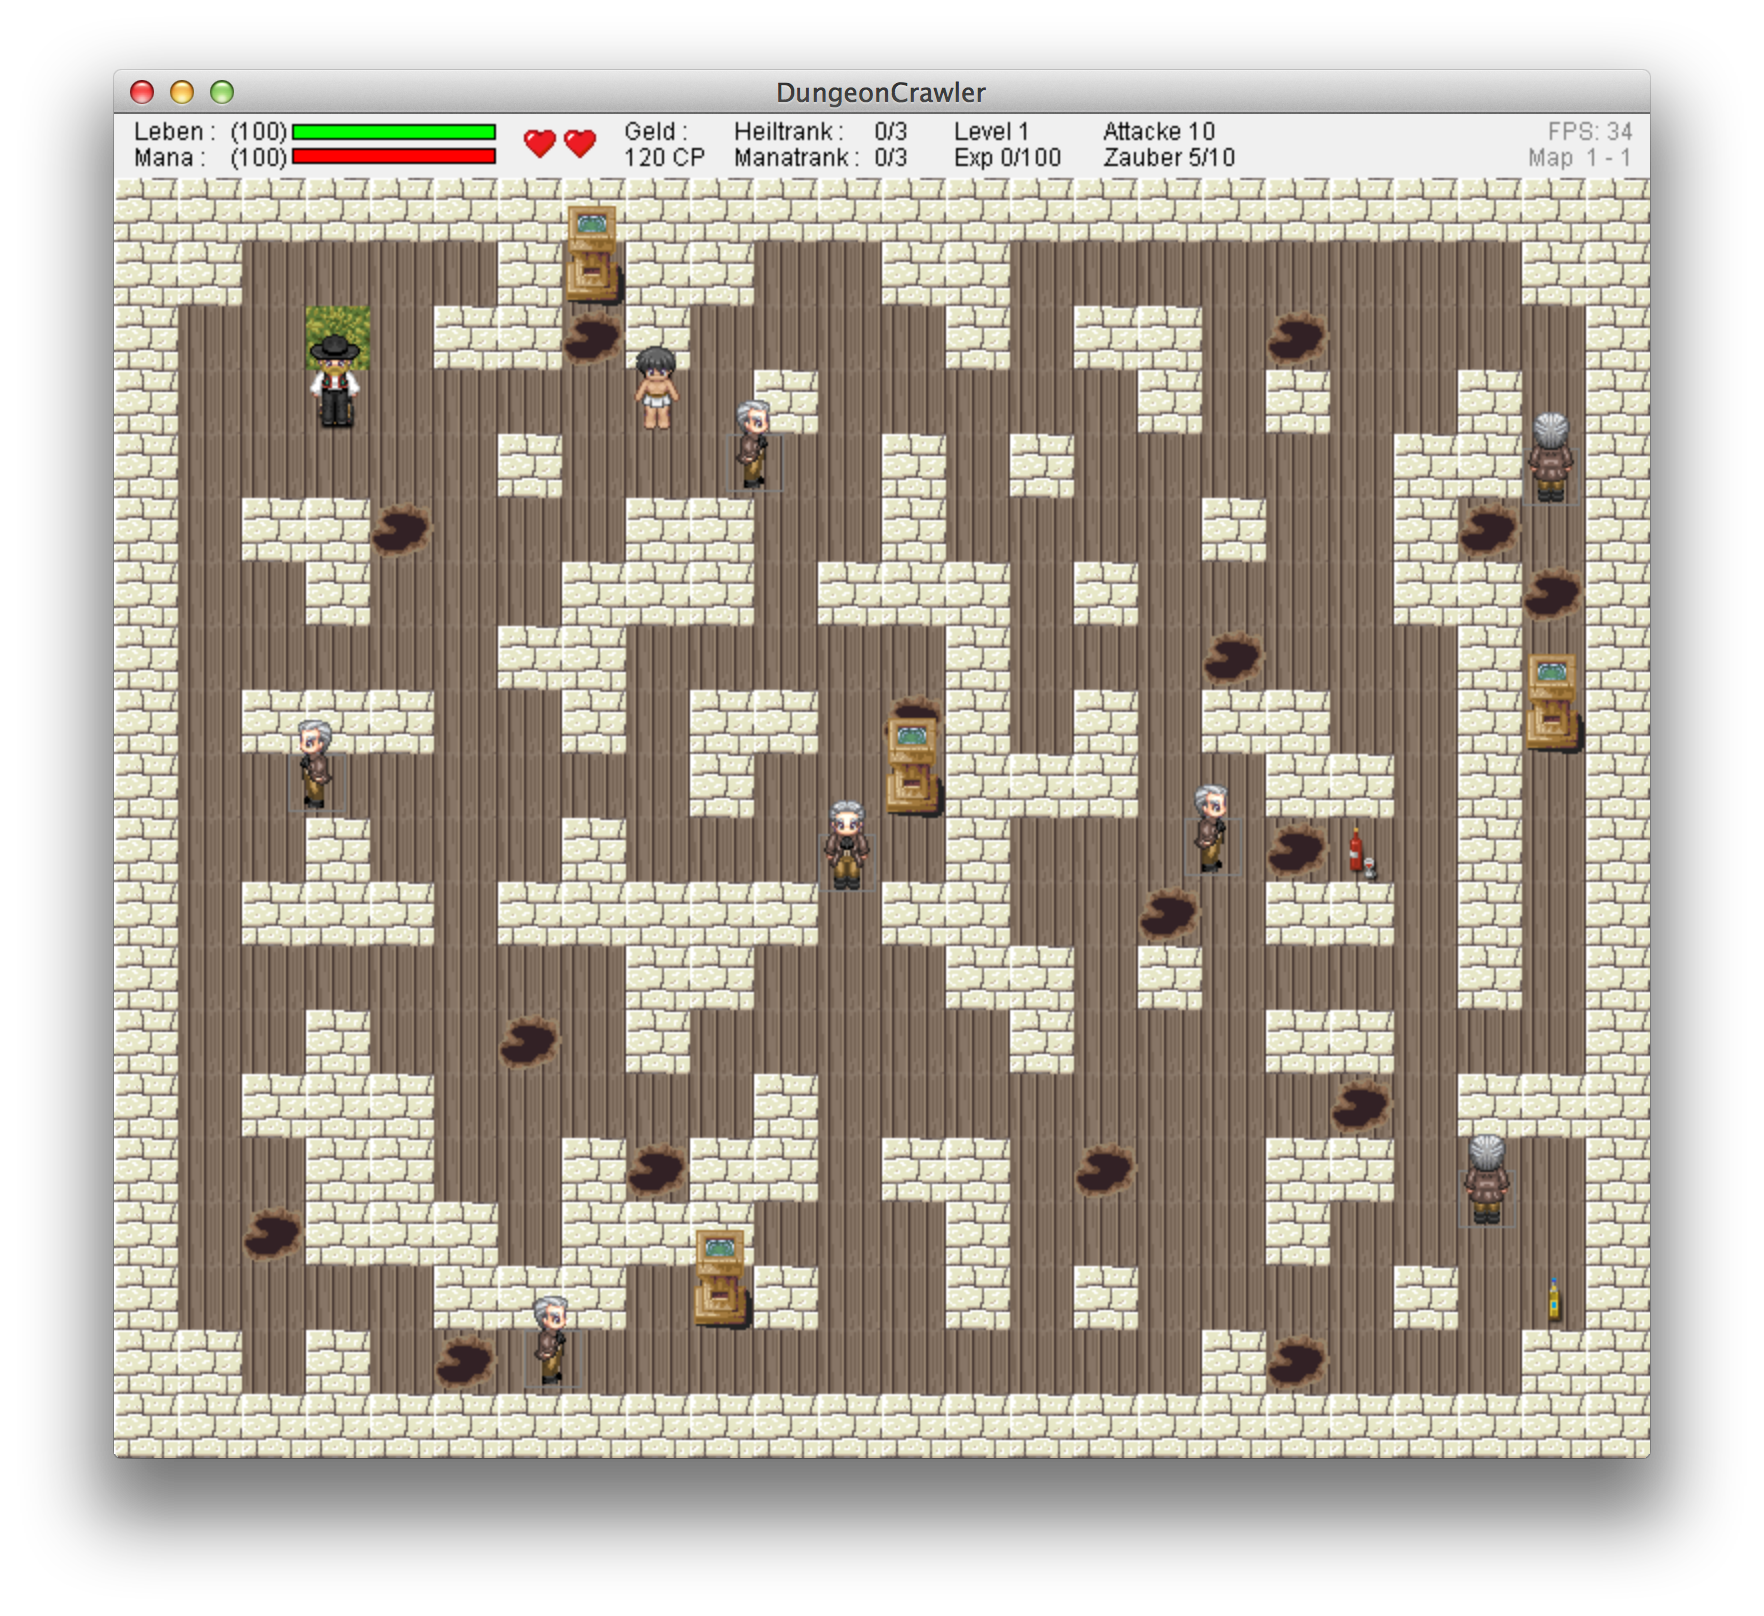 DungeonCrawler
Leben : (100) Geld : Heiltrank : 0/3 Level 1 Attacke 10 FPS: 34
Mana : (100) 120 CP Manatrank : 0/3 Exp 0/100 Zauber 5/10 Map 1 - 1